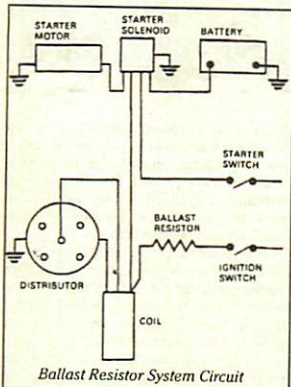 STARTER
MOTOR
STARTER
SOLENOID
BATTERY
STARTER
SWITCH
BALLAST
RESISTOR
IGNITION
SWITCH
DISTRIBUTOR
COIL
Ballast Resistor System Circuit